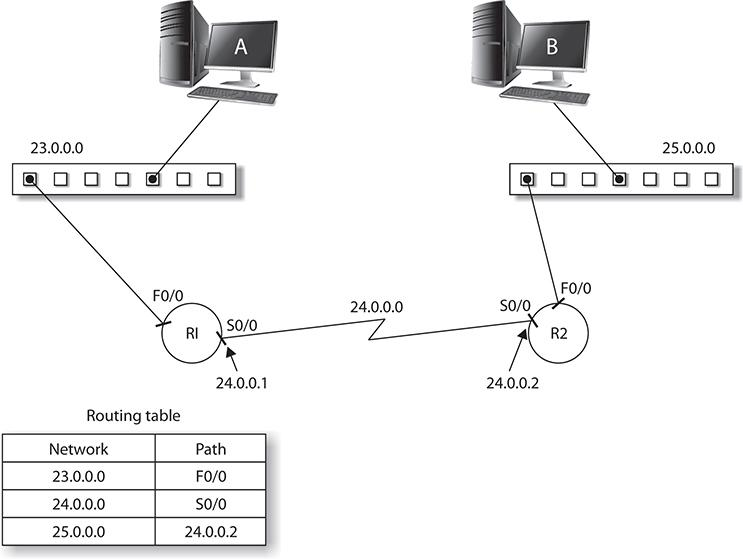 A
B
23.0.0.0
25.0.0.0
F0/0
24.0.0.0
F0/0
S0/0
S0/0
RI
R2
24.0.0.1
24.0.0.2
Routing table
Network Path
23.0.0.0 F0/0
24.0.0.0 S0/0
25.0.0.0 24.0.0.2